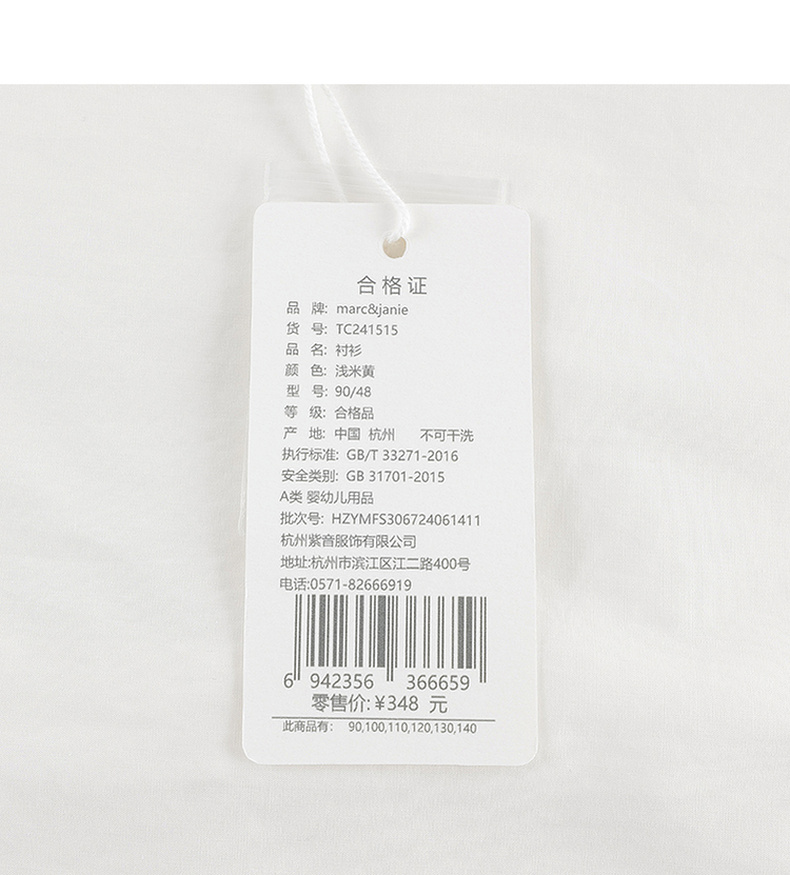 合格证
品 牌: marc&janie
货 号: TC241515
品 名: 衬衫
颜 色: 浅米黄
型 号: 90/48
等 级: 合格品
产 地: 中国 杭州 不可干洗
执行标准: GB/T 33271-2016
安全类别: GB 31701-2015
A类 婴幼儿用品
批次号: HZYMFS306724061411
杭州紫音服饰有限公司
地址:杭州市滨江区江二路400号
电话:0571-82666919
6 942356 366659
零售价:¥348 元
此商品有: 90,100,110,120,130,140